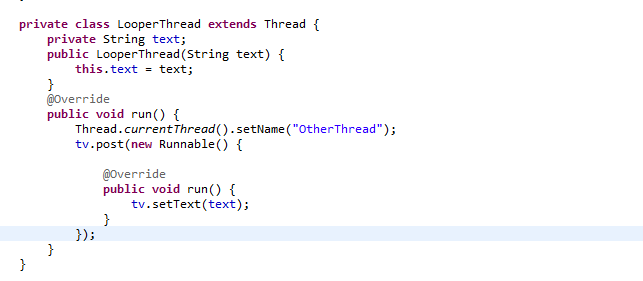 private class LooperThread extends Thread {
    private String text;
    public LooperThread(String text) {
        this.text = text;
    }
    @Override
    public void run() {
        Thread.currentThread().setName("OtherThread");
        tv.post(new Runnable() {
            @Override
            public void run() {
                tv.setText(text);
            }
        });
    }
}